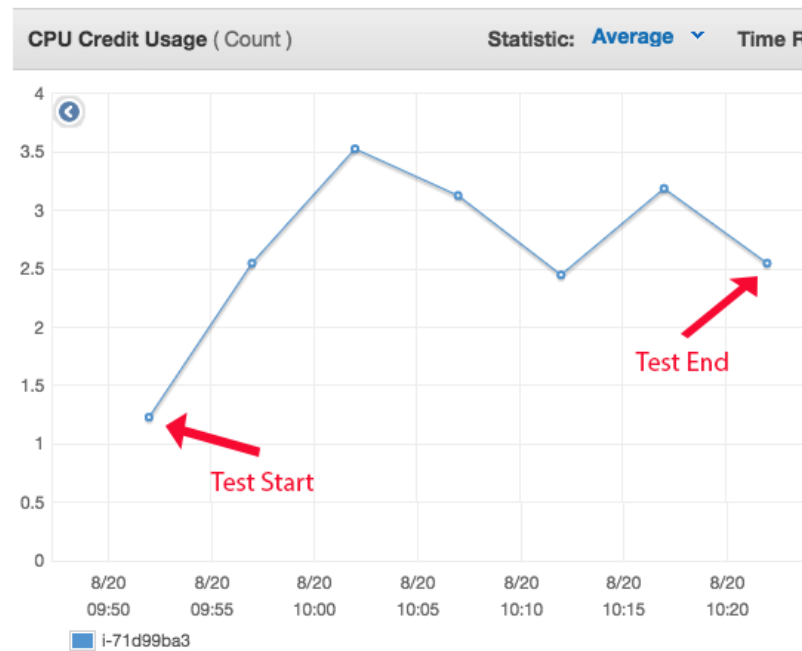 CPU Credit Usage ( Count ) Statistic: Average Time R
4
3.5
3
2.5
2
1.5
1
0.5
0
Test End
Test Start
8/20 8/20 8/20 8/20 8/20 8/20 8/20
09:50 09:55 10:00 10:05 10:10 10:15 10:20
i-71d99ba3